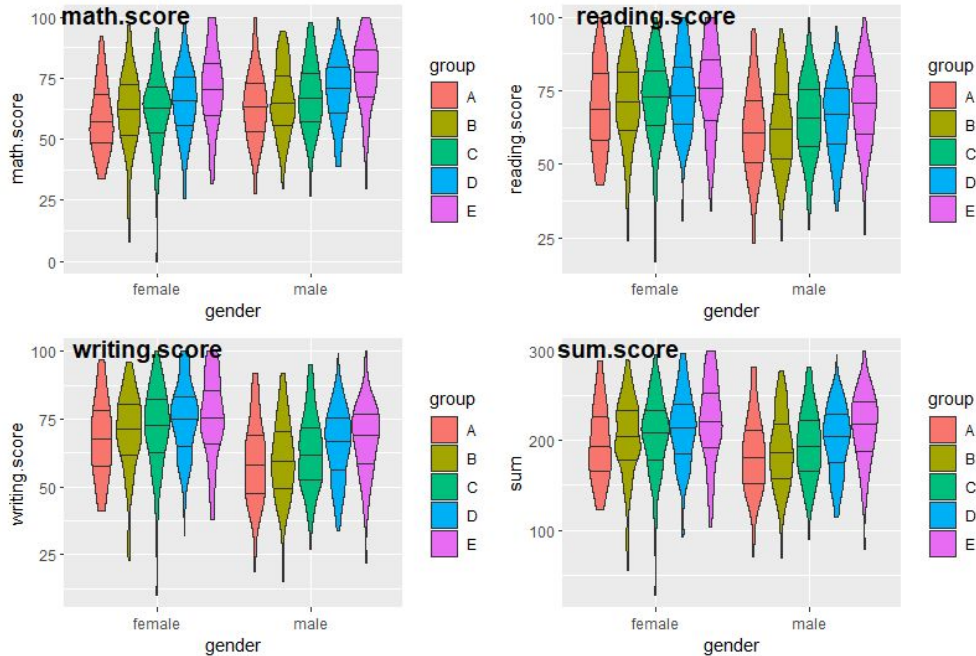 math.score
100
75
50
25
0
math.score
female
male
gender
group
A
B
C
D
E
reading.score
100
75
50
25
reading.score
female
male
gender
group
A
B
C
D
E
writing.score
100
75
50
25
writing.score
female
male
gender
group
A
B
C
D
E
sum.score
300
200
100
sum
female
male
gender
group
A
B
C
D
E